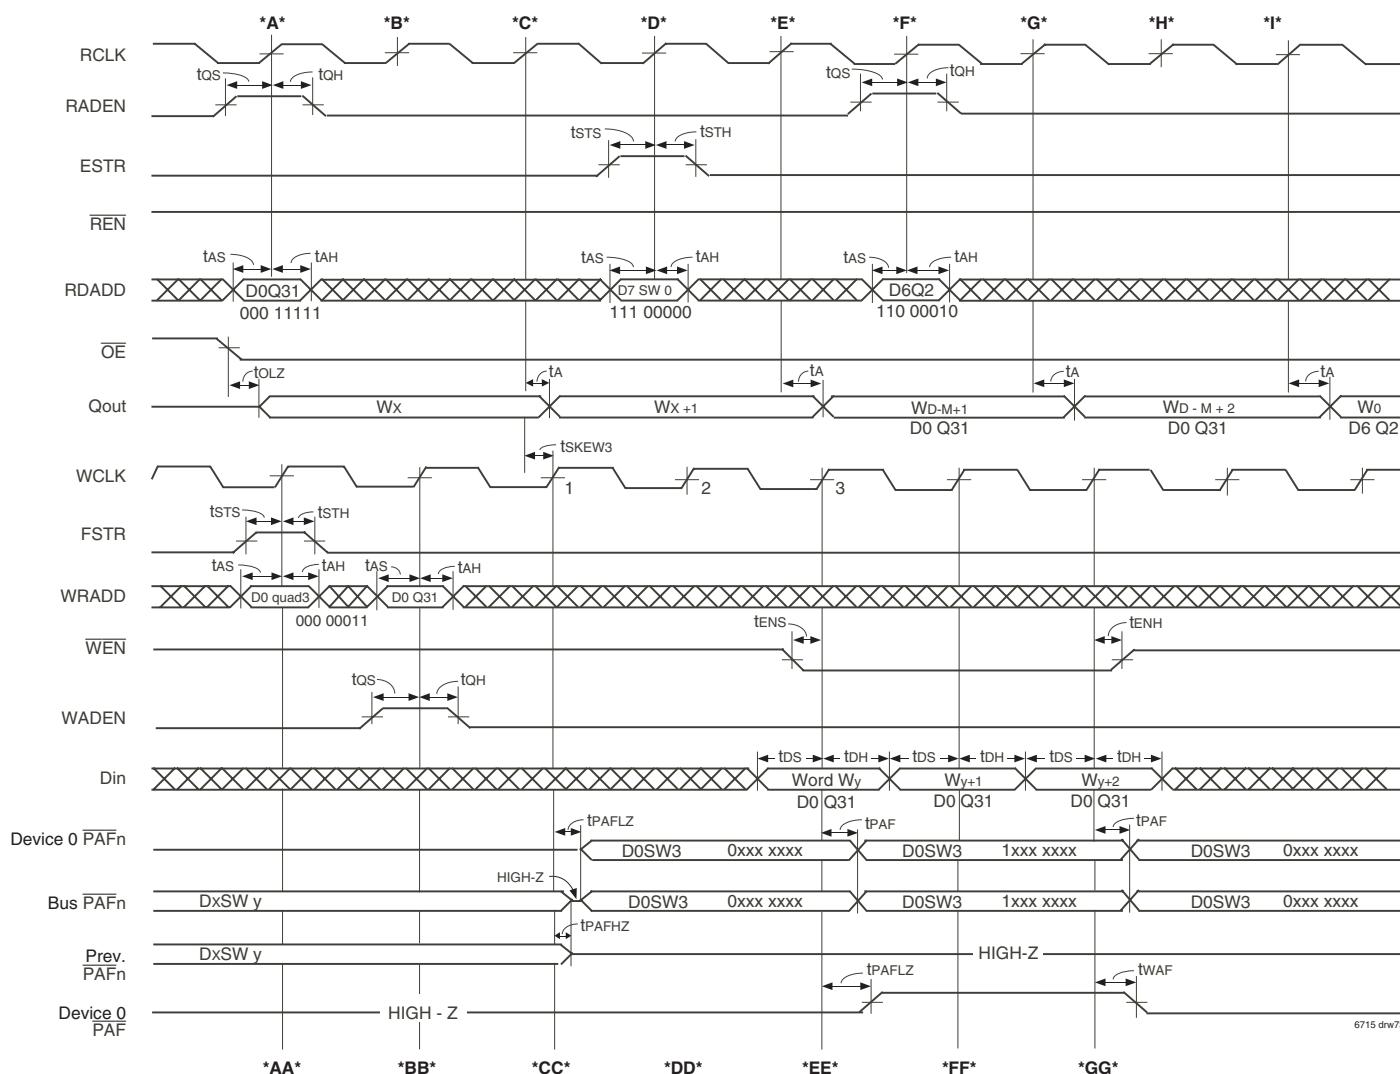 *A* *B* *C* *D* *E* *F* *G* *H* *I*
RCLK
tQS tQH tQS tQH
RADEN
tSTS tSTH
ESTR
REN
tAS tAH tAS tAH tAS tAH
RDADD D0Q31 D7 SW 0 D6Q2
000 11111 111 00000 110 00010
OE
tOLZ tA tA tA tA
Qout WX WX +1 WD-M+1 WD - M + 2 W0
D0 Q31 D0 Q31 D6 Q2
tSKEW3
WCLK 1 2 3
tSTS tSTH
FSTR
tAS tAH tAS tAH
WRADD D0 quad3 D0 Q31
000 00011
tENS tENH
WEN
tQS tQH
WADEN
tDS tDH tDS tDH tDS tDH
Din Word Wy Wy+1 Wy+2
D0 Q31 D0 Q31 D0 Q31
tPAFLZ tPAF tPAF
Device 0 PAFn D0SW3 0xxx xxxx D0SW3 1xxx xxxx D0SW3 0xxx xxxx
HIGH-Z
Bus PAFn DxSW y D0SW3 0xxx xxxx D0SW3 1xxx xxxx D0SW3 0xxx xxxx
tPAFHZ
Prev. DxSW y HIGH-Z
PAFn
tPAFLZ tWAF
Device 0 HIGH - Z
PAF
6715 drw7
*AA* *BB* *CC* *DD* *EE* *FF* *GG*